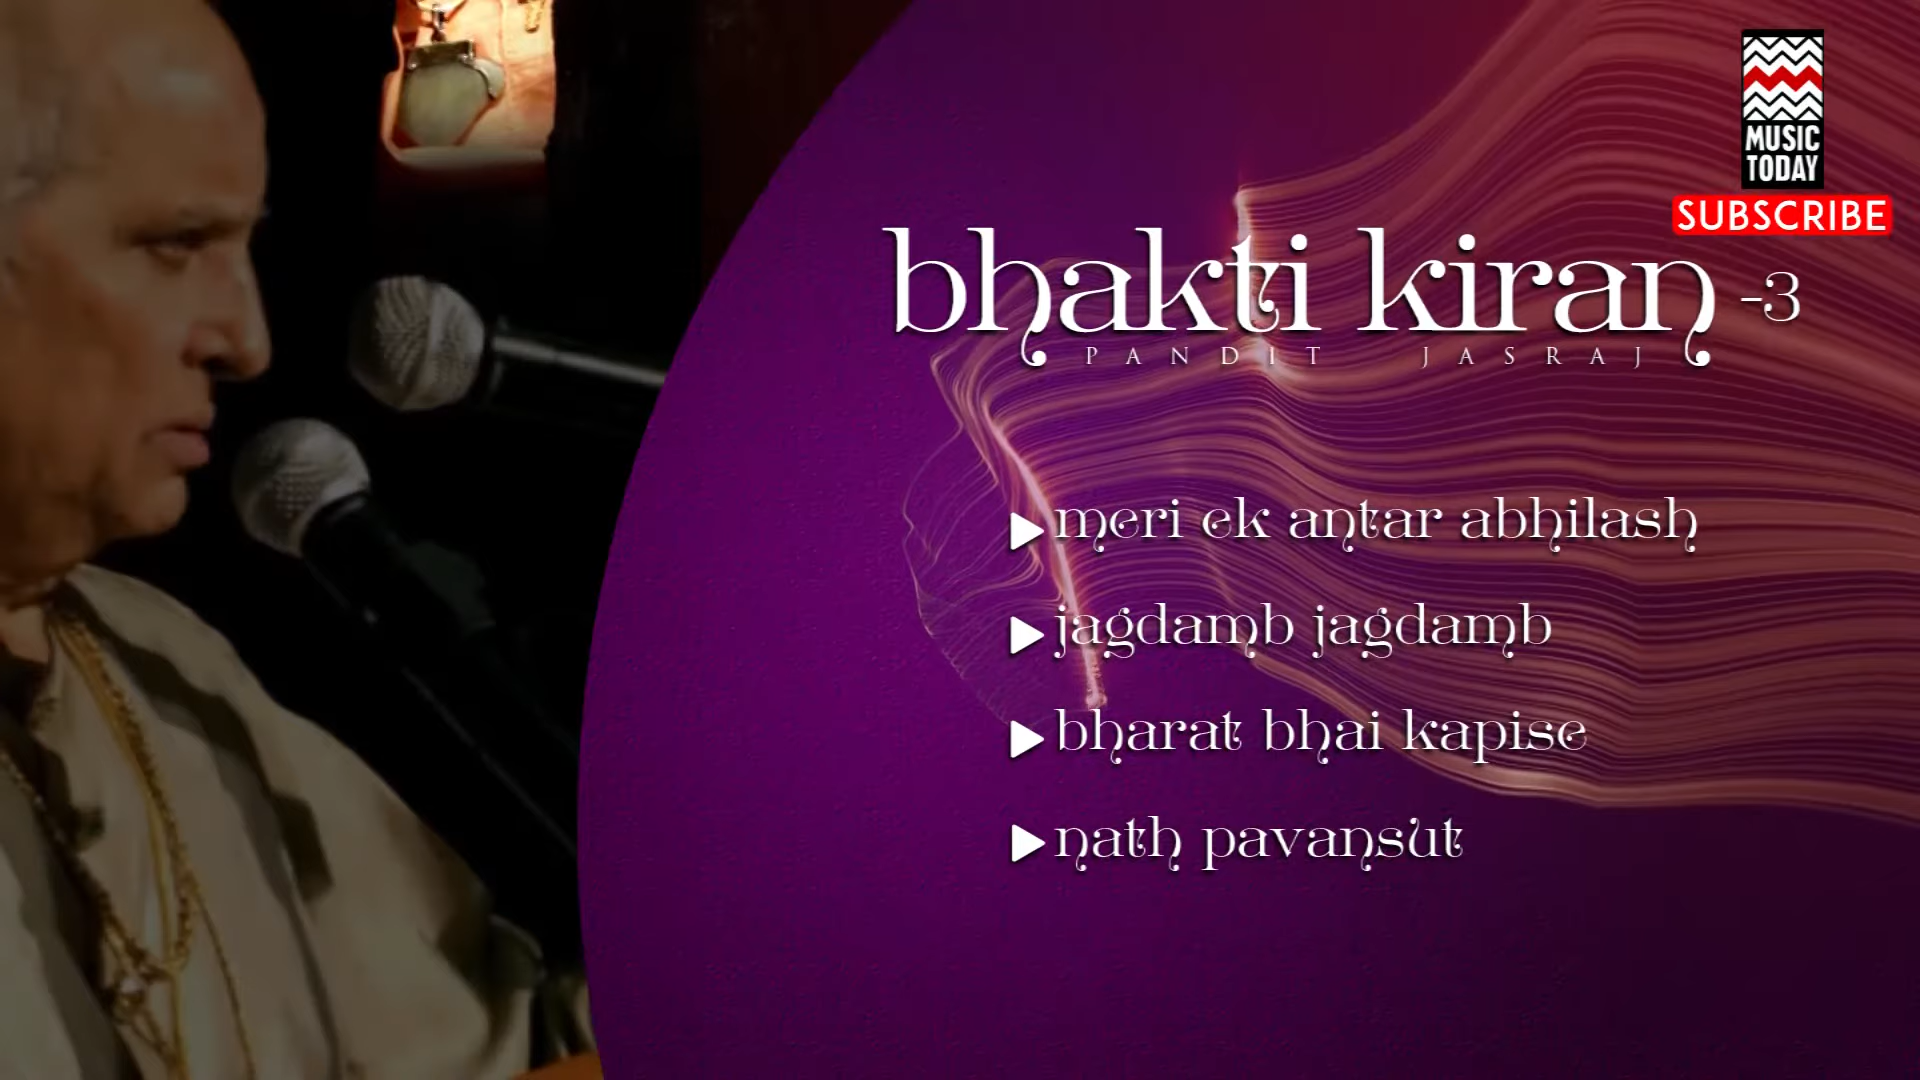 MUSIC
TODAY
SUBSCRIBE
bhakti kiran -3
PANDIT JASRAJ
meri ek antar abhilash
jagdamb jagdamb
bharat bhai kapise
nath pavansut